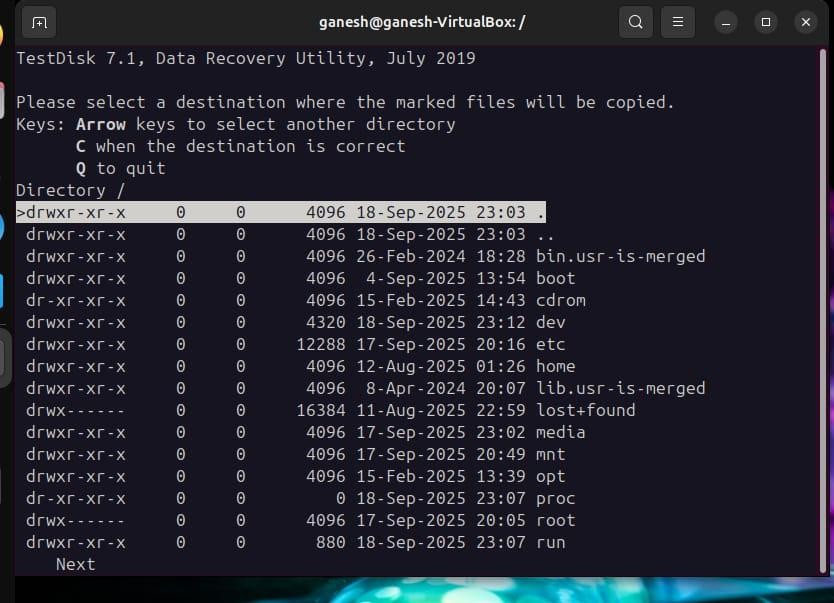 ganesh@ganesh-VirtualBox: /
TestDisk 7.1, Data Recovery Utility, July 2019
Please select a destination where the marked files will be copied.
Keys: Arrow keys to select another directory
C when the destination is correct
Q to quit
Directory /
>drwxr-xr-x 0 0 4096 18-Sep-2025 23:03 .
drwxr-xr-x 0 0 4096 18-Sep-2025 23:03 ..
drwxr-xr-x 0 0 4096 26-Feb-2024 18:28 bin.usr-is-merged
drwxr-xr-x 0 0 4096 4-Sep-2025 13:54 boot
dr-xr-xr-x 0 0 4096 15-Feb-2025 14:43 cdrom
drwxr-xr-x 0 0 4320 18-Sep-2025 23:12 dev
drwxr-xr-x 0 0 12288 17-Sep-2025 20:16 etc
drwxr-xr-x 0 0 4096 12-Aug-2025 01:26 home
drwxr-xr-x 0 0 4096 8-Apr-2024 20:07 lib.usr-is-merged
drwx------ 0 0 16384 11-Aug-2025 22:59 lost+found
drwxr-xr-x 0 0 4096 17-Sep-2025 23:02 media
drwxr-xr-x 0 0 4096 17-Sep-2025 20:49 mnt
drwxr-xr-x 0 0 4096 15-Feb-2025 13:39 opt
dr-xr-xr-x 0 0 0 18-Sep-2025 23:07 proc
drwx------ 0 0 4096 17-Sep-2025 20:05 root
drwxr-xr-x 0 0 880 18-Sep-2025 23:07 run
Next